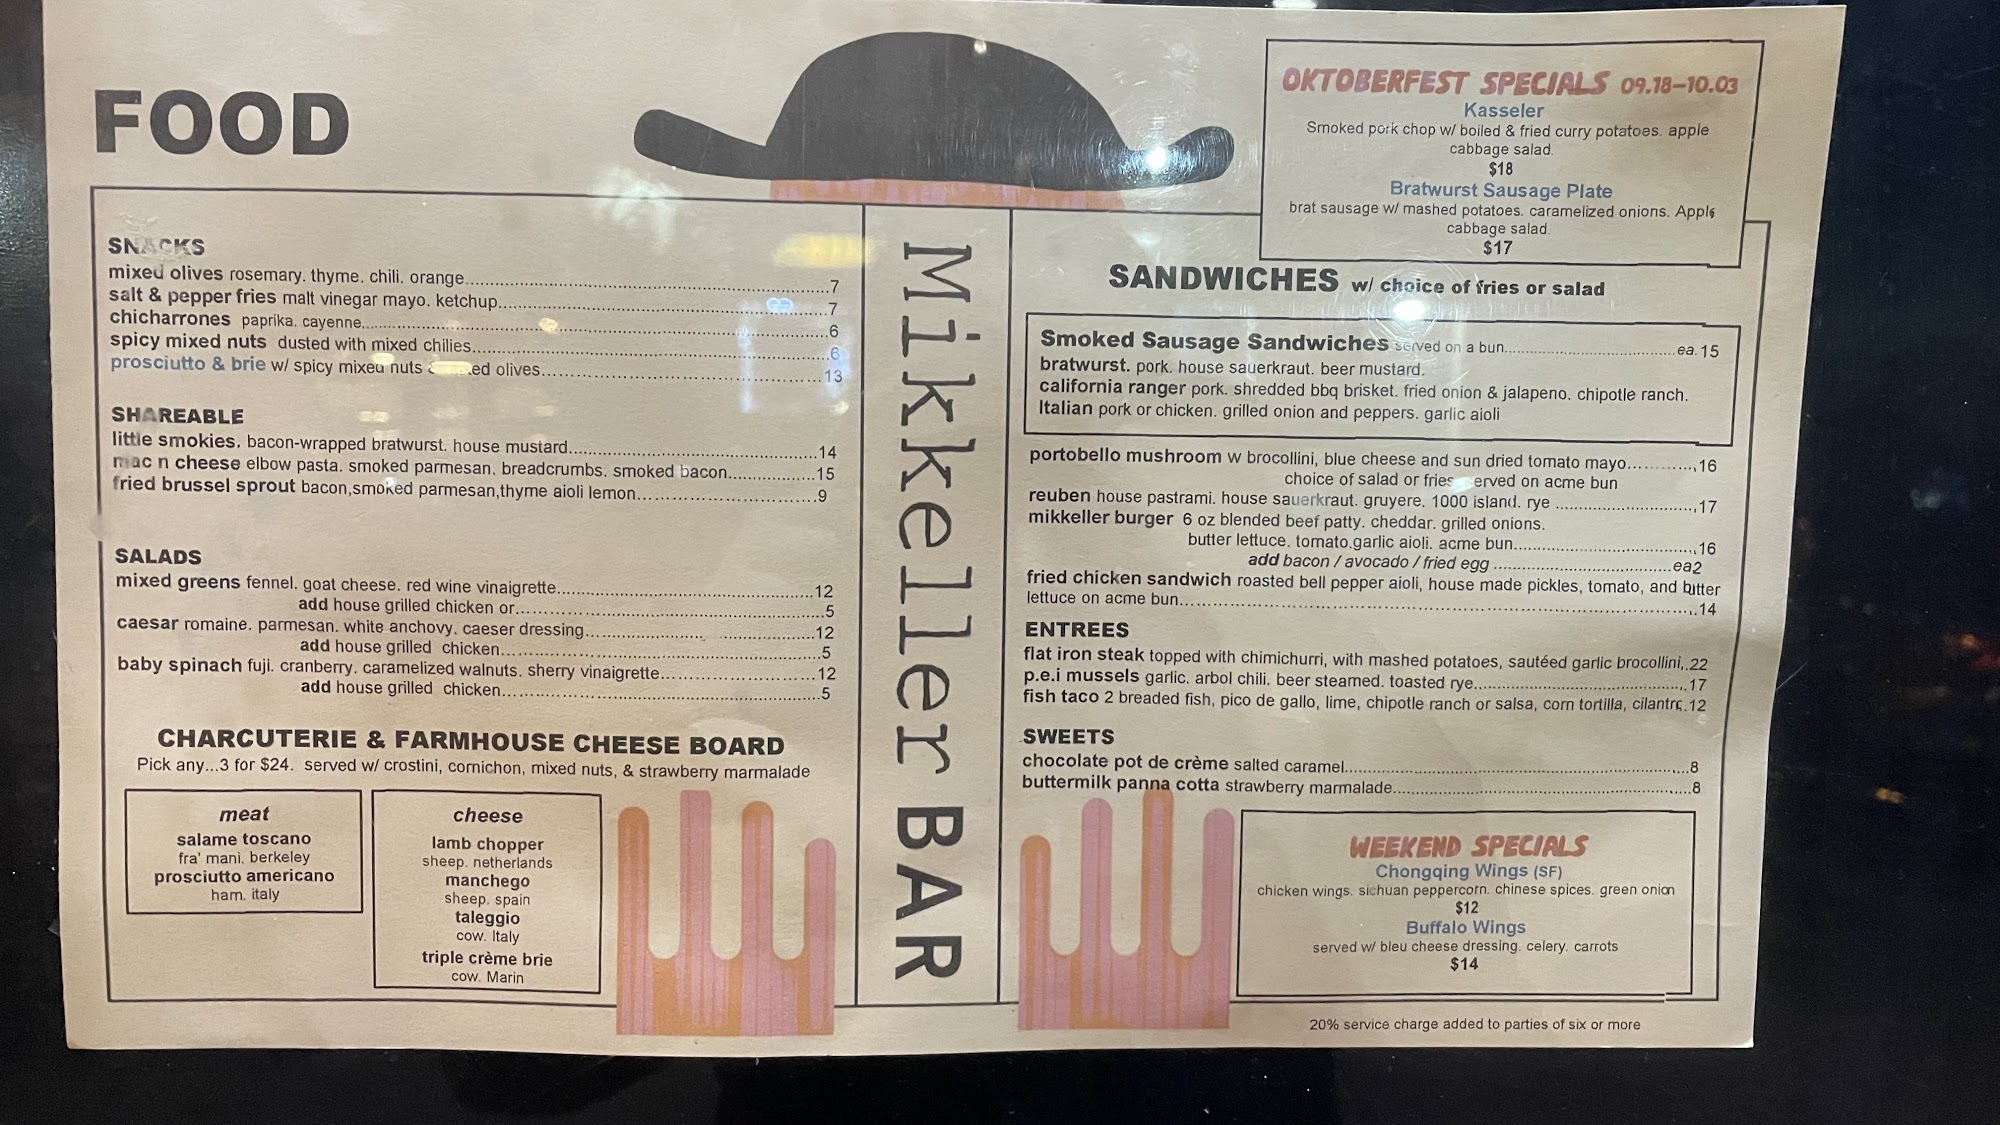 FOOD
SNACKS
mixed olives rosemary. thyme. chili. orange..........7
salt & pepper fries malt vinegar mayo. ketchup..........7
chicharrones paprika. cayenne..........6
spicy mixed nuts dusted with mixed chilies..........6
prosciutto & brie w/ spicy mixed nuts olives..........13
SHAREABLE
little smokies. bacon-wrapped bratwurst. house mustard..........14
mac n cheese elbow pasta. smoked parmesan. breadcrumbs. smoked bacon..........15
fried brussel sprout bacon,smoked parmesan,thyme aioli lemon..........9
SALADS
mixed greens fennel. goat cheese. red wine vinaigrette..........12
add house grilled chicken or..........5
caesar romaine. parmesan. white anchovy. caeser dressing..........12
add house grilled chicken..........5
baby spinach fuji. cranberry. caramelized walnuts. sherry vinaigrette..........12
add house grilled chicken..........5
CHARCUTERIE & FARMHOUSE CHEESE BOARD
Pick any...3 for $24. served w/ crostini, cornichon, mixed nuts, & strawberry marmalade
meat
salame toscano
fra' mani. berkeley
prosciutto americano
ham. italy
cheese
lamb chopper
sheep. netherlands
manchego
sheep. spain
taleggio
cow. Italy
triple crème brie
cow. Marin
Mikkeller BAR
OKTOBERFEST SPECIALS 09.18-10.03
Kasseler
Smoked pork chop w/ boiled & fried curry potatoes. apple
cabbage salad.
$18
Bratwurst Sausage Plate
brat sausage w/ mashed potatoes. caramelized onions. Apple
cabbage salad.
$17
SANDWICHES w/ choice of fries or salad
Smoked Sausage Sandwiches served on a bun..........ea.15
bratwurst. pork. house sauerkraut. beer mustard.
california ranger pork. shredded bbq brisket. fried onion & jalapeno. chipotle ranch.
Italian pork or chicken. grilled onion and peppers. garlic aioli
portobello mushroom w brocollini, blue cheese and sun dried tomato mayo..........16
choice of salad or fries on acme bun
reuben house pastrami. house sauerkraut. gruyere. 1000 island. rye ..........17
mikkeller burger 6 oz blended beef patty. cheddar. grilled onions.
butter lettuce. tomato.garlic aioli. acme bun..........16
add bacon / avocado / fried egg ..........ea2
fried chicken sandwich roasted bell pepper aioli, house made pickles, tomato, and butter
lettuce on acme bun..........14
ENTREES
flat iron steak topped with chimichurri, with mashed potatoes, sautéed garlic brocollini..22
p.e.i mussels garlic. arbol chili. beer steamed. toasted rye..........17
fish taco 2 breaded fish, pico de gallo, lime, chipotle ranch or salsa, corn tortilla, cilantro.12
SWEETS
chocolate pot de crème salted caramel..........8
buttermilk panna cotta strawberry marmalade..........8
WEEKEND SPECIALS
Chongqing Wings (SF)
chicken wings. sichuan peppercorn. chinese spices. green onion
$12
Buffalo Wings
served w/ bleu cheese dressing. celery. carrots
$14
20% service charge added to parties of six or more